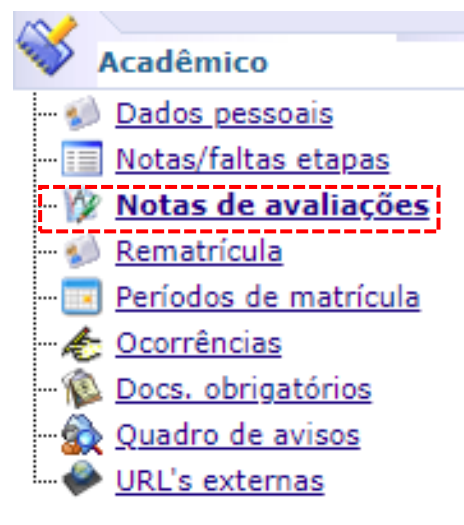 Acadêmico
Dados pessoais
Notas/faltas etapas
Notas de avaliações
Rematrícula
Períodos de matrícula
Ocorrências
Docs. obrigatórios
Quadro de avisos
URL's externas